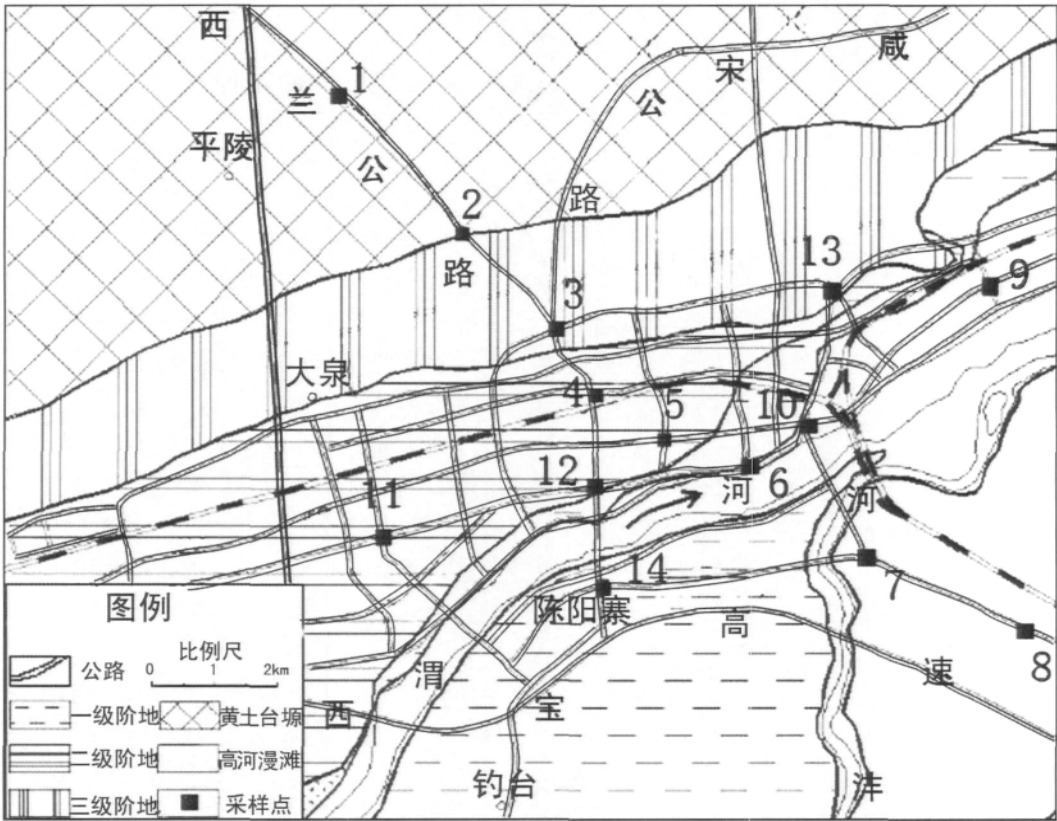 西
兰
公
路
平陵
咸
宋
公
路
1
2
3
13
9
大泉
4
5
10
12
11
6
河
河
14
7
陈阳寨
高
8
速
渭
西
宝
钓台
沣
图例
比例尺
公路
0 1 2km
一级阶地
黄土台塬
二级阶地
高河漫滩
三级阶地
采样点